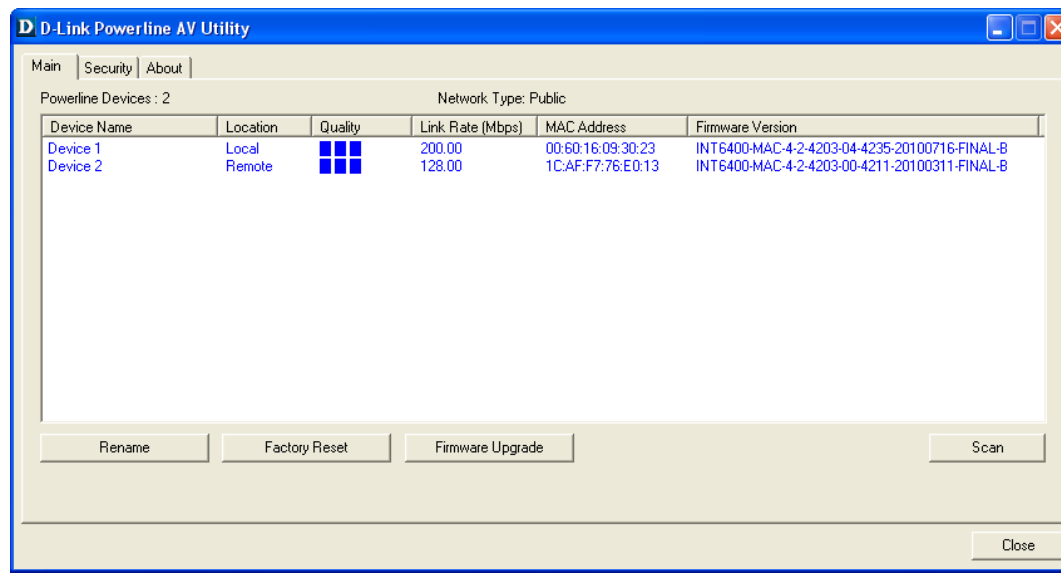 D-Link Powerline AV Utility
Main Security About
Powerline Devices : 2 Network Type: Public
Device Name Location Quality Link Rate (Mbps) MAC Address Firmware Version
Device 1 Local 200.00 00:60:16:09:30:23 INT6400-MAC-4-2-4203-04-4235-20100716-FINAL-B
Device 2 Remote 128.00 1C:AF:F7:76:E0:13 INT6400-MAC-4-2-4203-00-4211-20100311-FINAL-B
Rename Factory Reset Firmware Upgrade Scan
Close